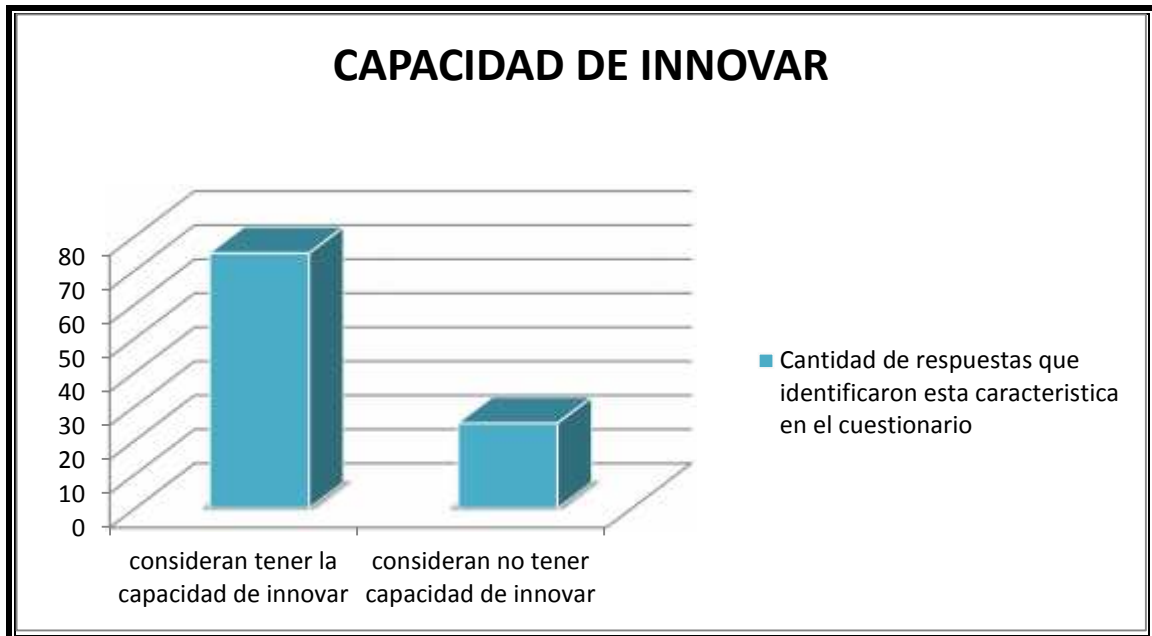 CAPACIDAD DE INNOVAR
80
70
60
50
40
30
20
10
0
consideran tener la
capacidad de innovar
consideran no tener
capacidad de innovar
Cantidad de respuestas que
identificaron esta caracteristica
en el cuestionario